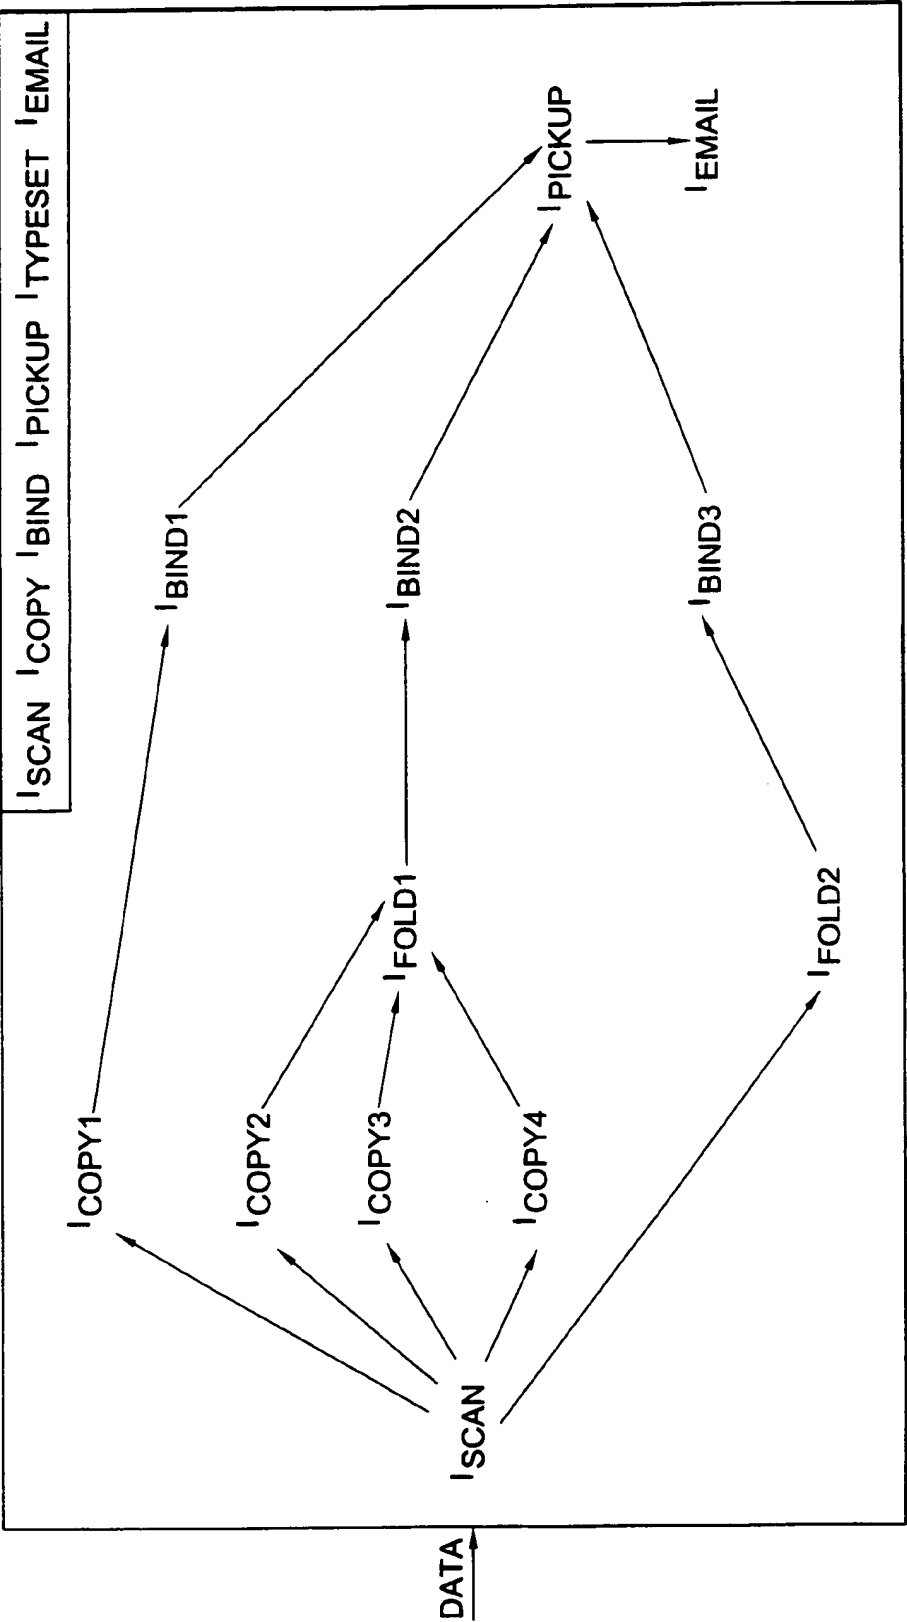 ISCAN ICOPY IBIND IPICKUP ITYPESET IEMAIL
ICOPY1
IBIND1
ICOPY2
ICOPY3
IFOLD1
IBIND2
DATA
ISCAN
ICOPY4
IPICKUP
IBIND3
IEMAIL
IFOLD2